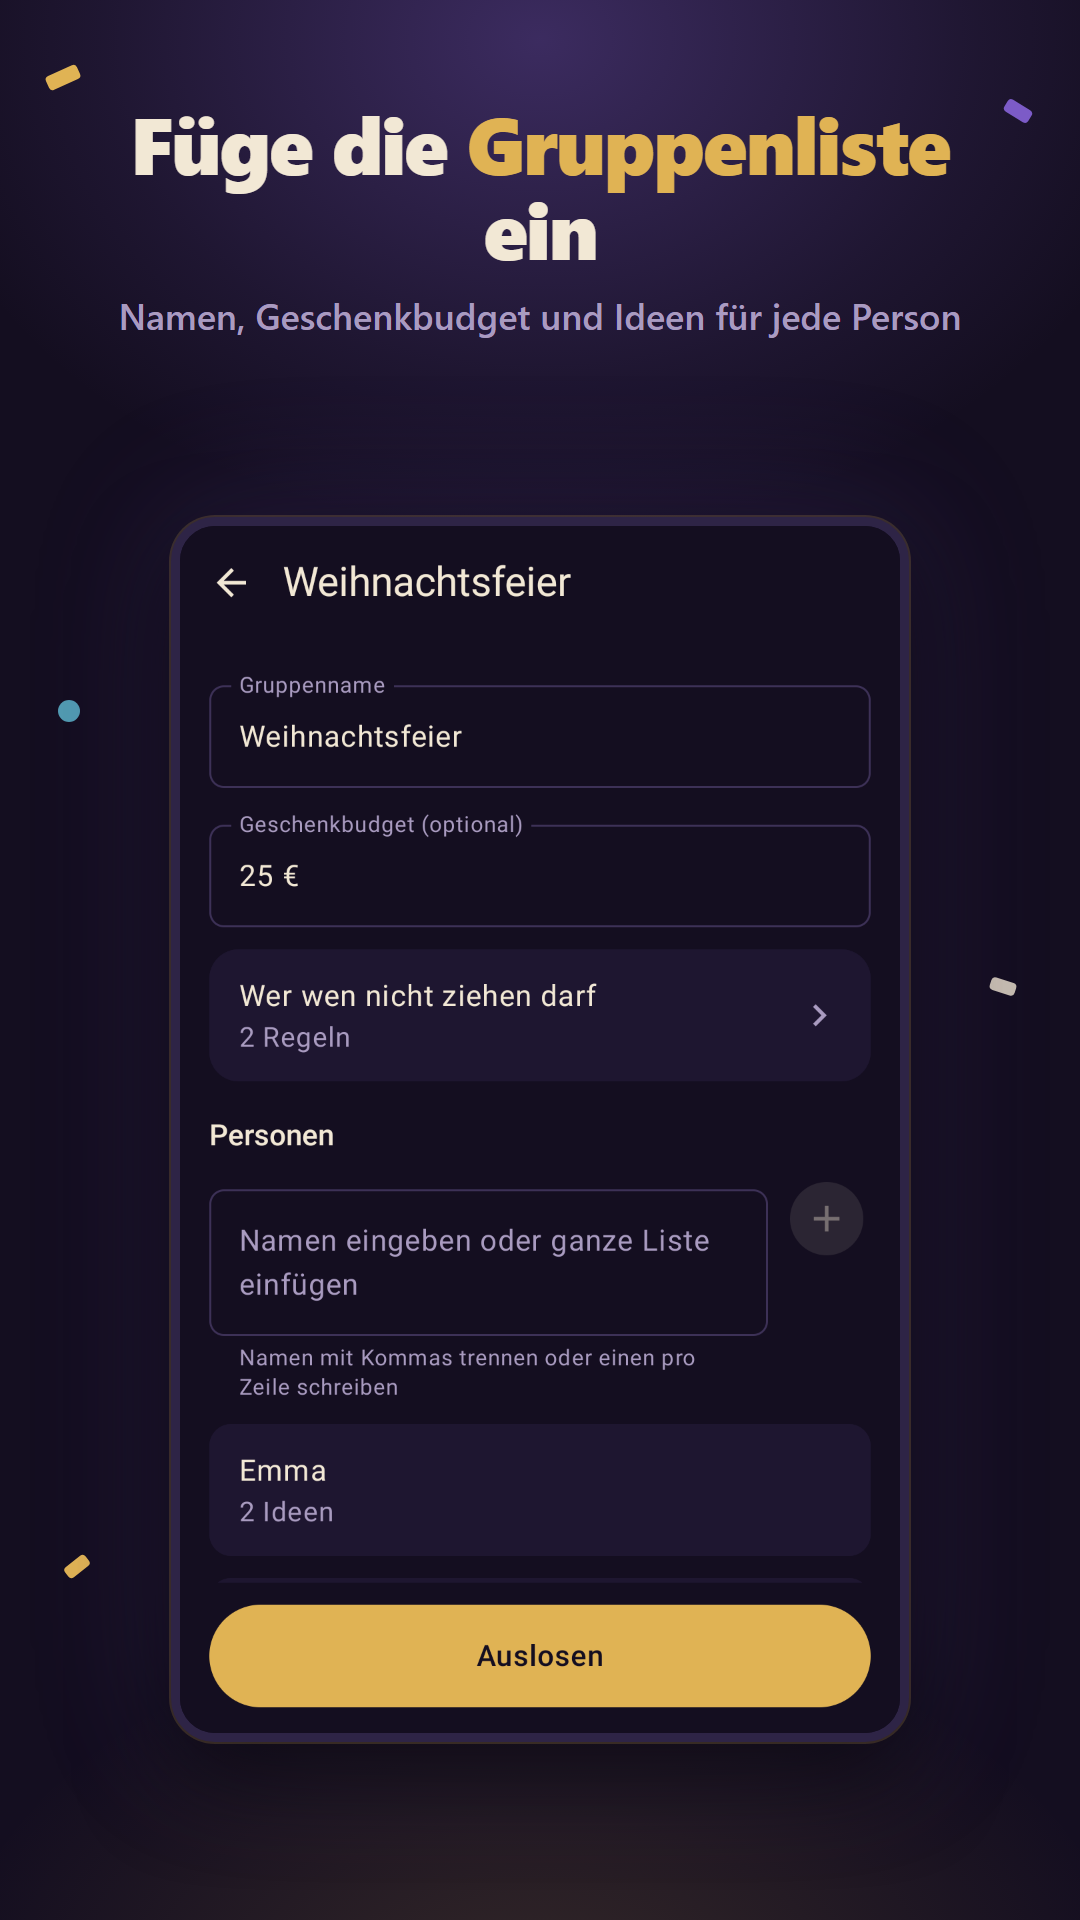 Füge die Gruppenliste
ein
Namen, Geschenkbudget und Ideen für jede Person
Weihnachtsfeier
Gruppenname
Weihnachtsfeier
Geschenkbudget (optional)
25 €
Wer wen nicht ziehen darf
2 Regeln
Personen
Namen eingeben oder ganze Liste
einfügen
Namen mit Kommas trennen oder einen pro
Zeile schreiben
Emma
2 Ideen
Auslosen